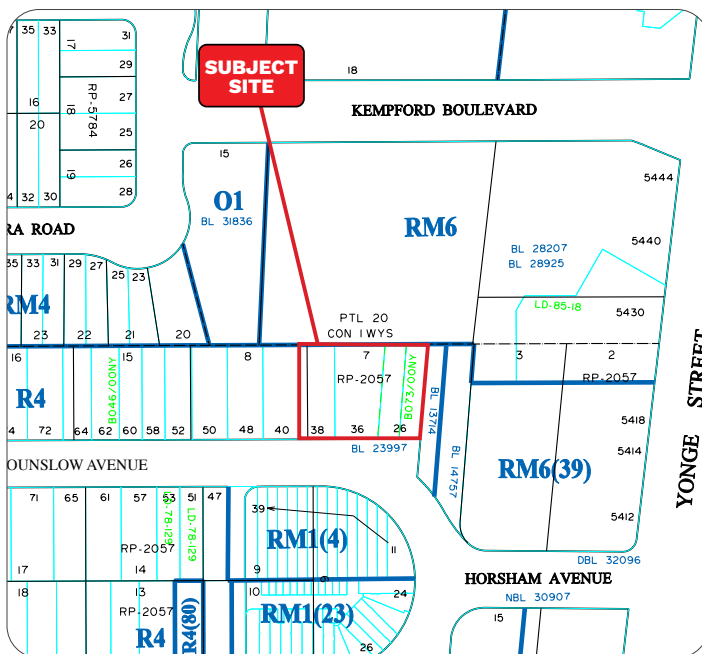 35 33
17
31
29
SUBJECT
SITE
18
27
16
RP-5784
18
KEMPFORD BOULEVARD
20
25
26
15
19
32 30
28
5444
O1
BL 31836
RM6
RA ROAD
5440
BL 28207
BL 28925
35 33 31 29 27
25 23
LD-85-18
RM4
5430
PTL 20
CON 1 WYS
23 22 21 20
16 15 8 7
3 2
RP-2057
RP-2057
B046/00NY
B073/00NY
R4
BL 13714
YONGE STREET
5418
72 64 62 60 58 52 50 48 40 38 36 26
BL 23997
5414
OUNSLOW AVENUE
BL 14757
RM6(39)
71 65 61 57 53 51 47
LD-78-129
LD-78-129
39
5412
RM1(4)
11
RP-2057
DBL 32096
17 14 9
6
HORSHAM AVENUE
18 13 10
24
NBL 30907
RP-2057
R4(80)
RM1(23)
15
R4
26